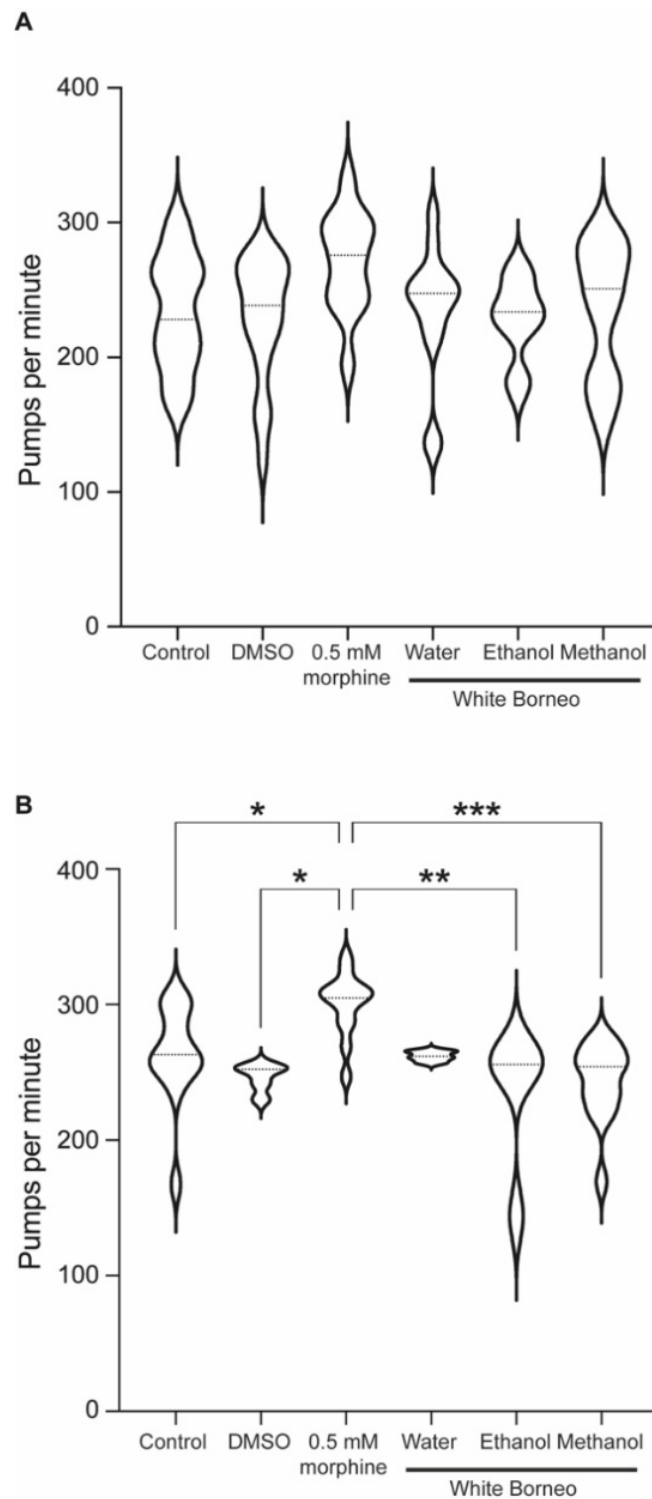 A
400
300
200
100
0
Pumps per minute
Control DMSO 0.5 mM Water Ethanol Methanol
morphine
White Borneo
B
* ***
* **
400
300
200
100
0
Pumps per minute
Control DMSO 0.5 mM Water Ethanol Methanol
morphine
White Borneo